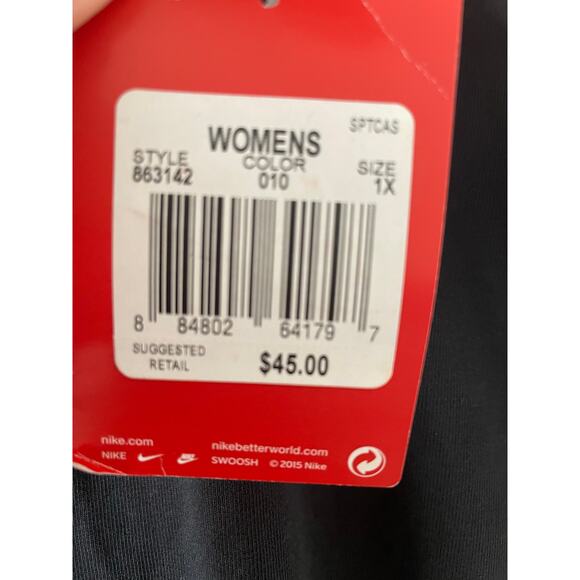 SPTCAS
WOMENS
STYLE COLOR SIZE
863142 010 1X
8 84802 64179 7
SUGGESTED
RETAIL $45.00
nike.com nikebetterworld.com
NIKE SWOOSH © 2015 Nike